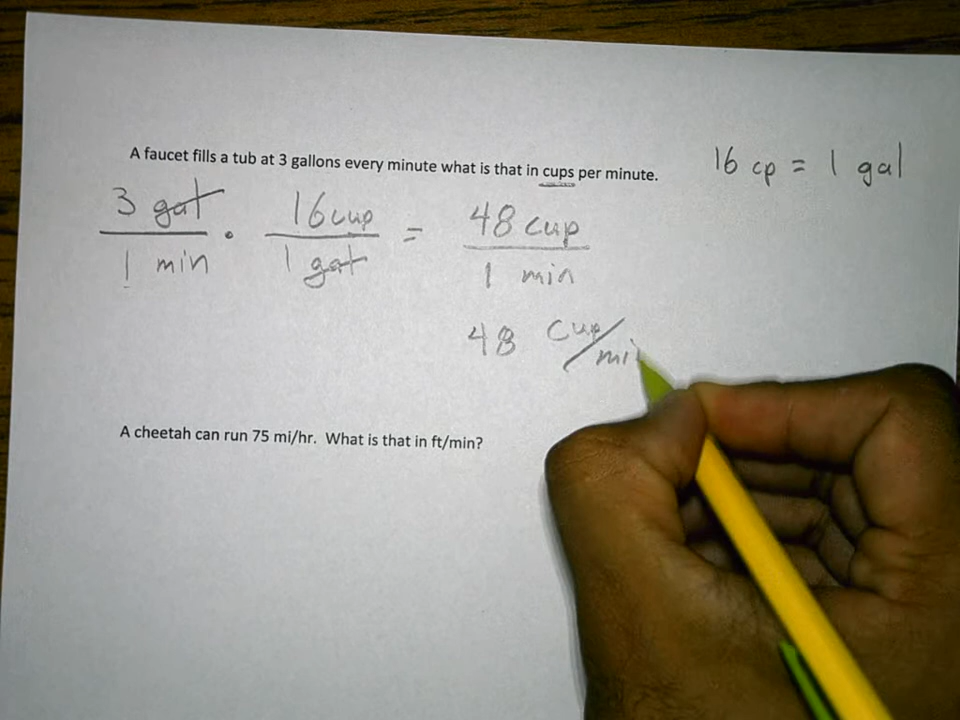 A faucet fills a tub at 3 gallons every minute what is that in cups per minute.
16 cp = 1 gal
3 gal / 1 min · 16 cup / 1 gal = 48 cup / 1 min
48 cup/mi
A cheetah can run 75 mi/hr. What is that in ft/min?